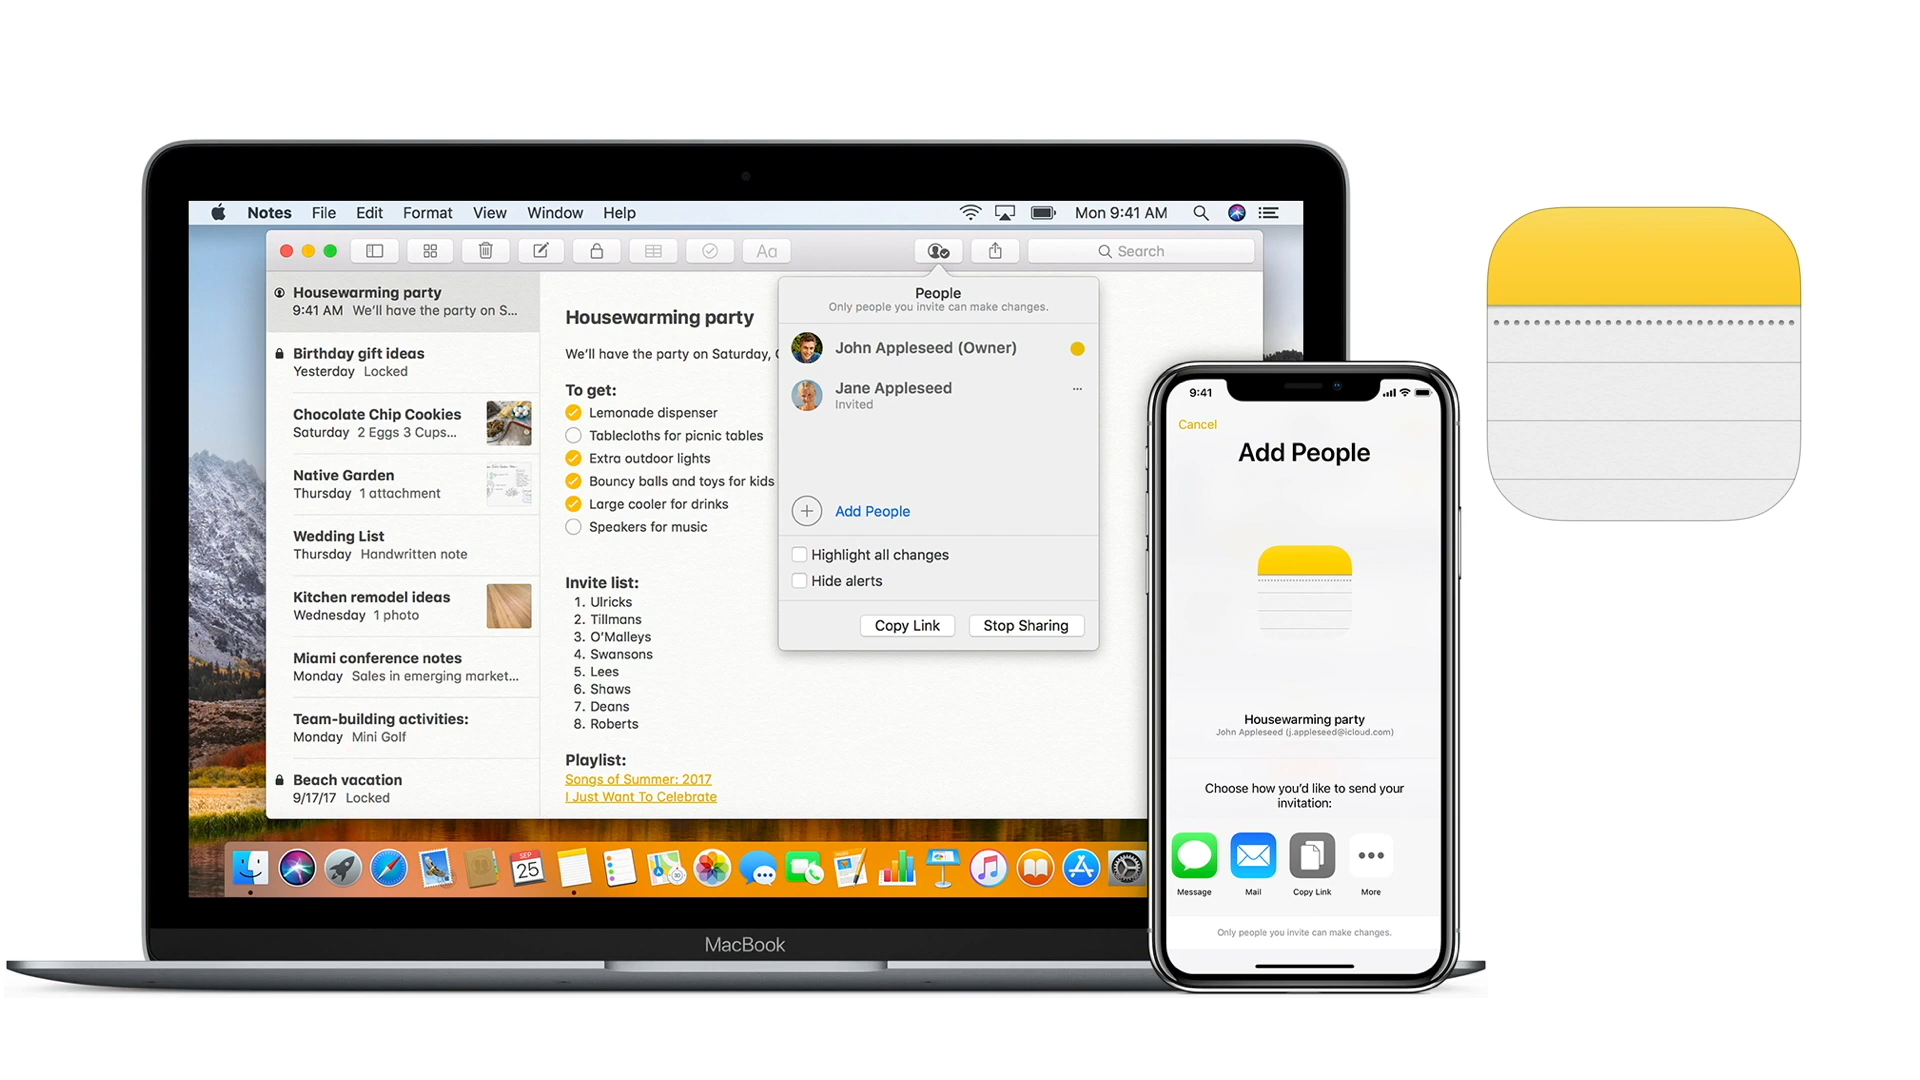 Notes File Edit Format View Window Help Mon 9:41 AM
Aa Search
Housewarming party
9:41 AM We'll have the party on S...
Birthday gift ideas
Yesterday Locked
Chocolate Chip Cookies
Saturday 2 Eggs 3 Cups...
Native Garden
Thursday 1 attachment
Wedding List
Thursday Handwritten note
Kitchen remodel ideas
Wednesday 1 photo
Miami conference notes
Monday Sales in emerging market...
Team-building activities:
Monday Mini Golf
Beach vacation
9/17/17 Locked
Housewarming party
We'll have the party on Saturday,
To get:
Lemonade dispenser
Tablecloths for picnic tables
Extra outdoor lights
Bouncy balls and toys for kids
Large cooler for drinks
Speakers for music
Invite list:
1. Ulricks
2. Tillmans
3. O'Malleys
4. Swansons
5. Lees
6. Shaws
7. Deans
8. Roberts
Playlist:
Songs of Summer: 2017
I Just Want To Celebrate
People
Only people you invite can make changes.
John Appleseed (Owner)
Jane Appleseed
Invited
Add People
Highlight all changes
Hide alerts
Copy Link Stop Sharing
SEP
25
MacBook
9:41
Cancel
Add People
Housewarming party
John Appleseed (j.appleseed@icloud.com)
Choose how you'd like to send your
invitation:
Message Mail Copy Link More
Only people you invite can make changes.